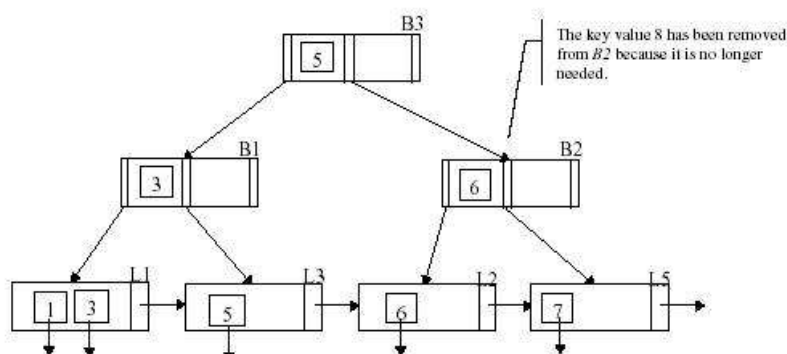 B3
5
The key value 8 has been removed
from B2 because it is no longer
needed.
B1
3
B2
6
L1
1 3
L3
5
L2
6
L5
7